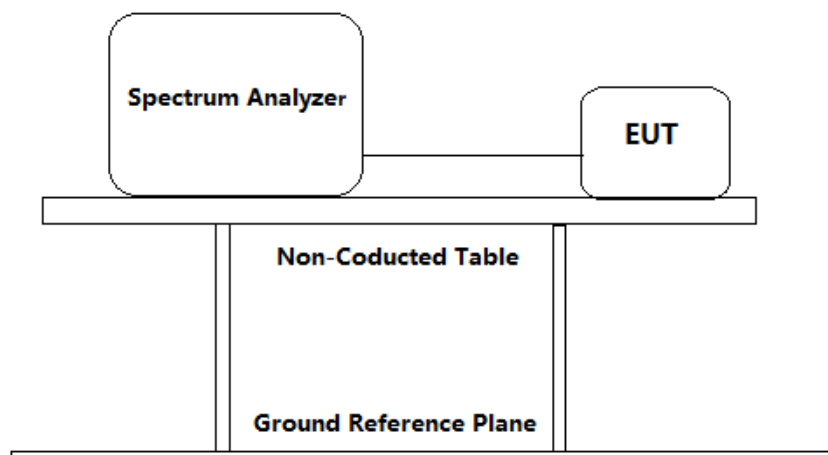 Spectrum Analyzer
EUT
Non-Coducted Table
Ground Reference Plane